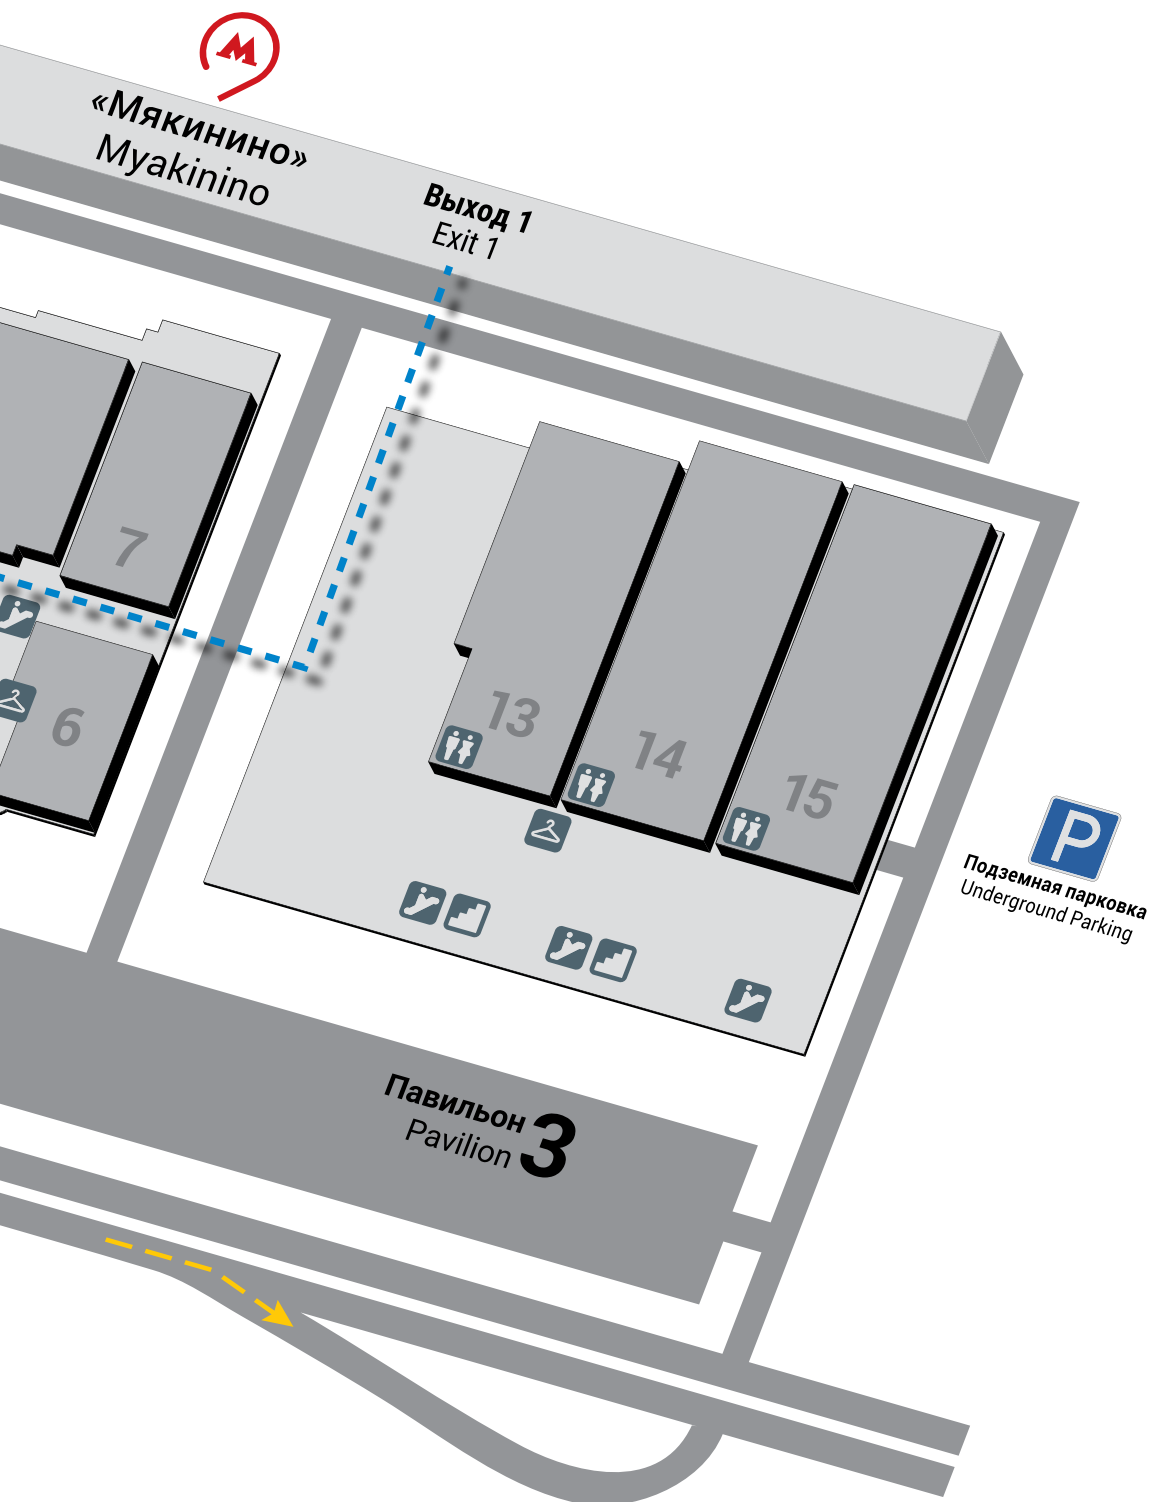 «Мякинино»
Myakinino
Выход 1
Exit 1
7
6
13
14
15
P
Подземная парковка
Underground Parking
Павильон 3
Pavilion